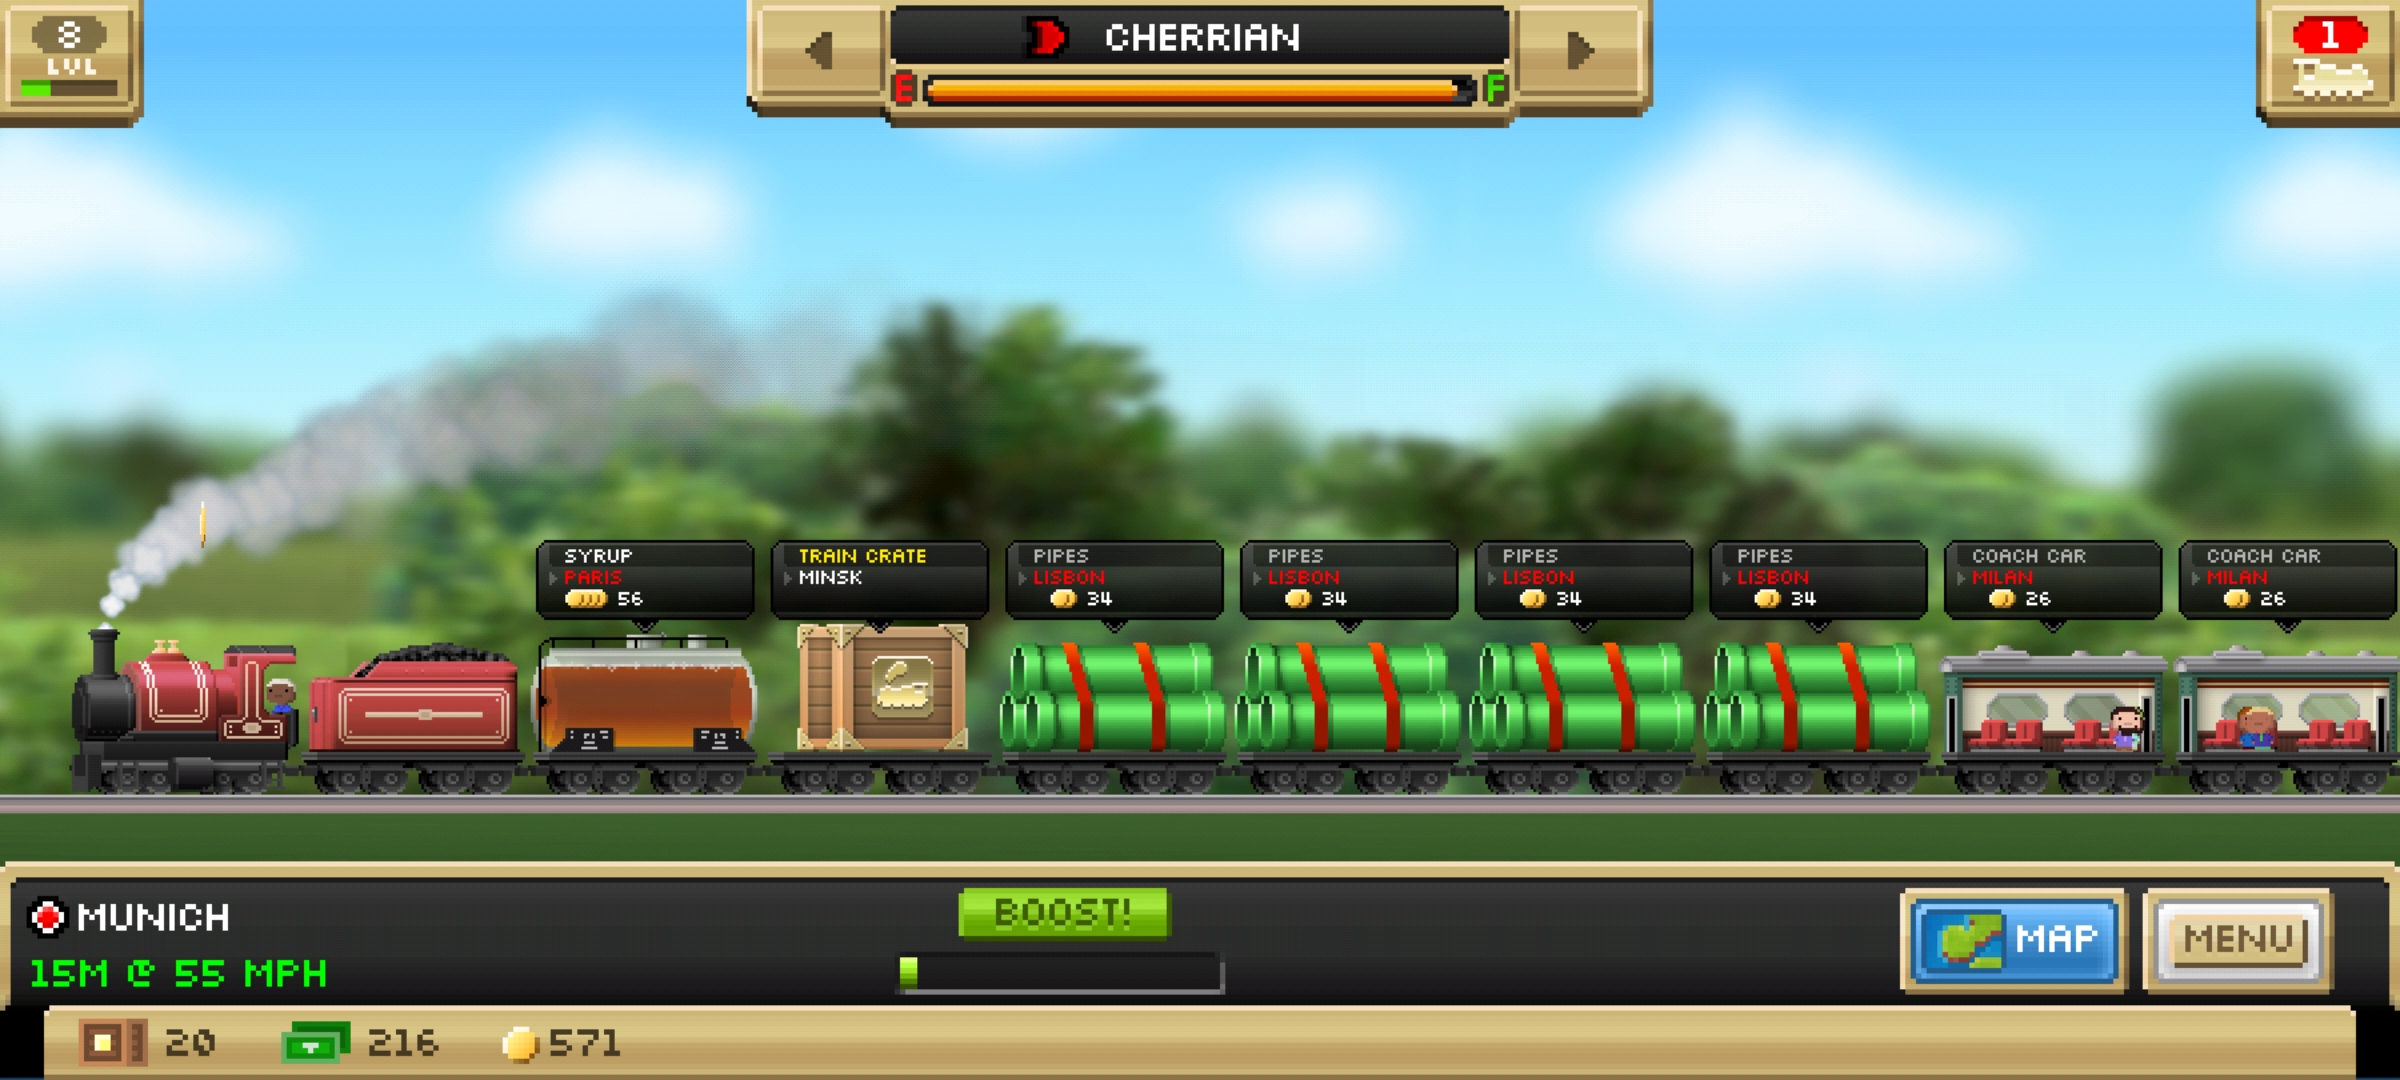 8
LVL
CHERRIAN
E
F
1
SYRUP
PARIS
56
TRAIN CRATE
MINSK
PIPES
LISBON
34
PIPES
LISBON
34
PIPES
LISBON
34
PIPES
LISBON
34
COACH CAR
MILAN
26
COACH CAR
MILAN
26
MUNICH
15M @ 55 MPH
BOOST!
MAP
MENU
20
216
571